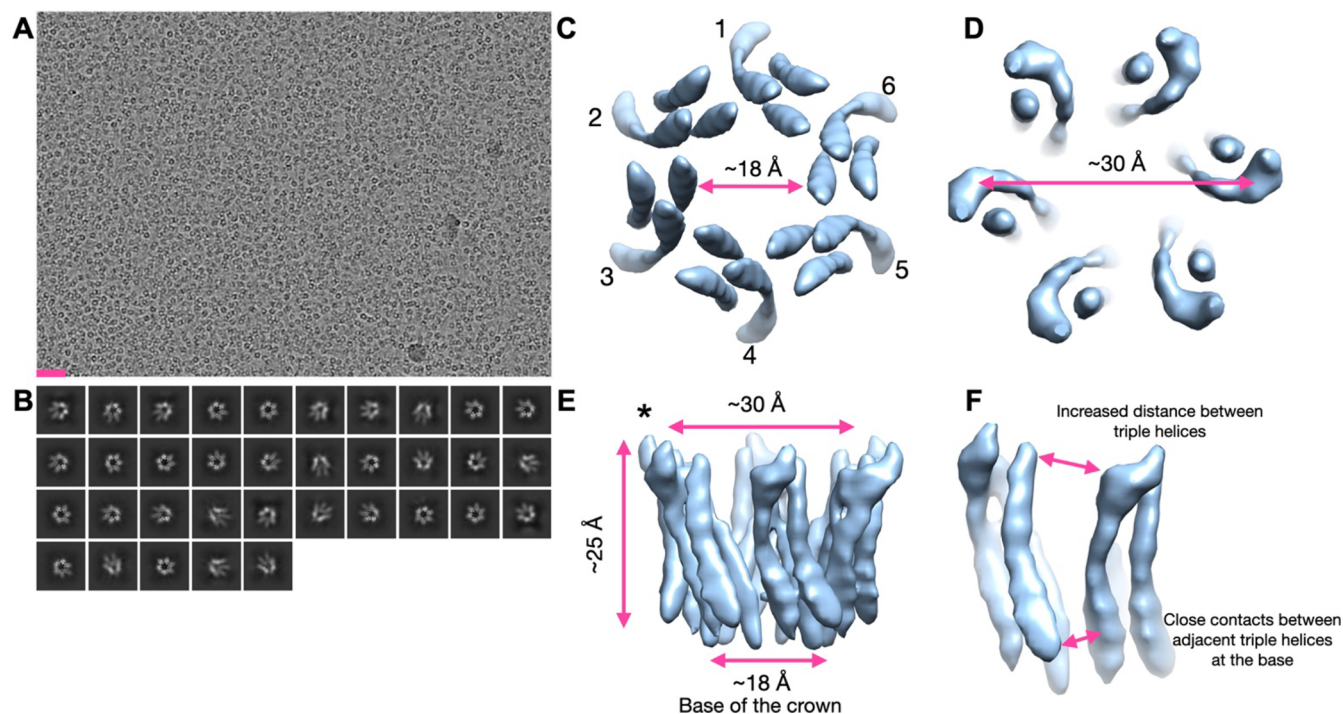 A
B
C
1
2
6
~18 Å
3
5
4
D
~30 Å
E
*
~30 Å
~25 Å
~18 Å
Base of the crown
F
Increased distance between
triple helices
Close contacts between
adjacent triple helices
at the base